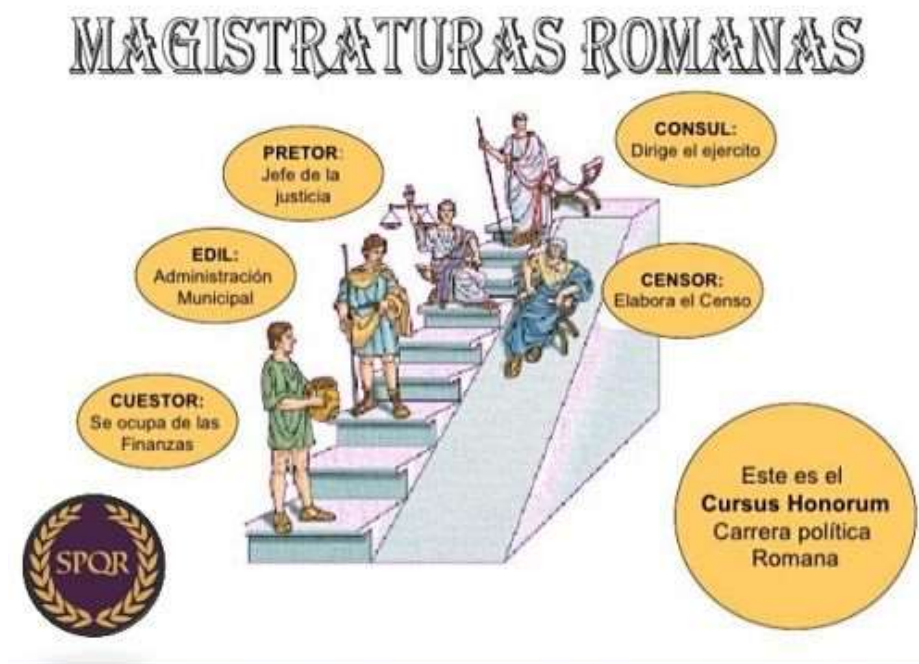 MAGISTRATURAS ROMANAS
CONSUL:
Dirige el ejercito
PRETOR:
Jefe de la
justicia
EDIL:
Administración
Municipal
CENSOR:
Elabora el Censo
CUESTOR:
Se ocupa de las
Finanzas
Este es el
Cursus Honorum
Carrera política
Romana
SPQR